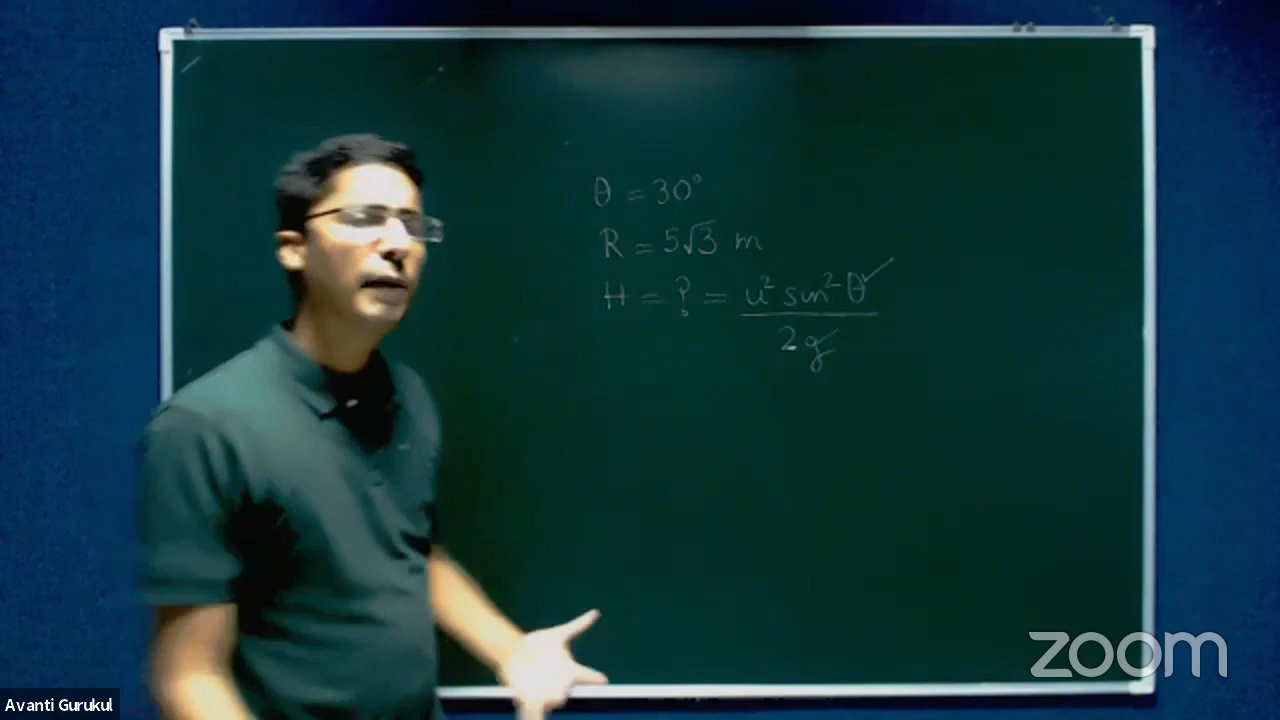 θ = 30°
R = 5√3 m
H = ? = u² sin² θ / 2g
zoom
Avanti Gurukul